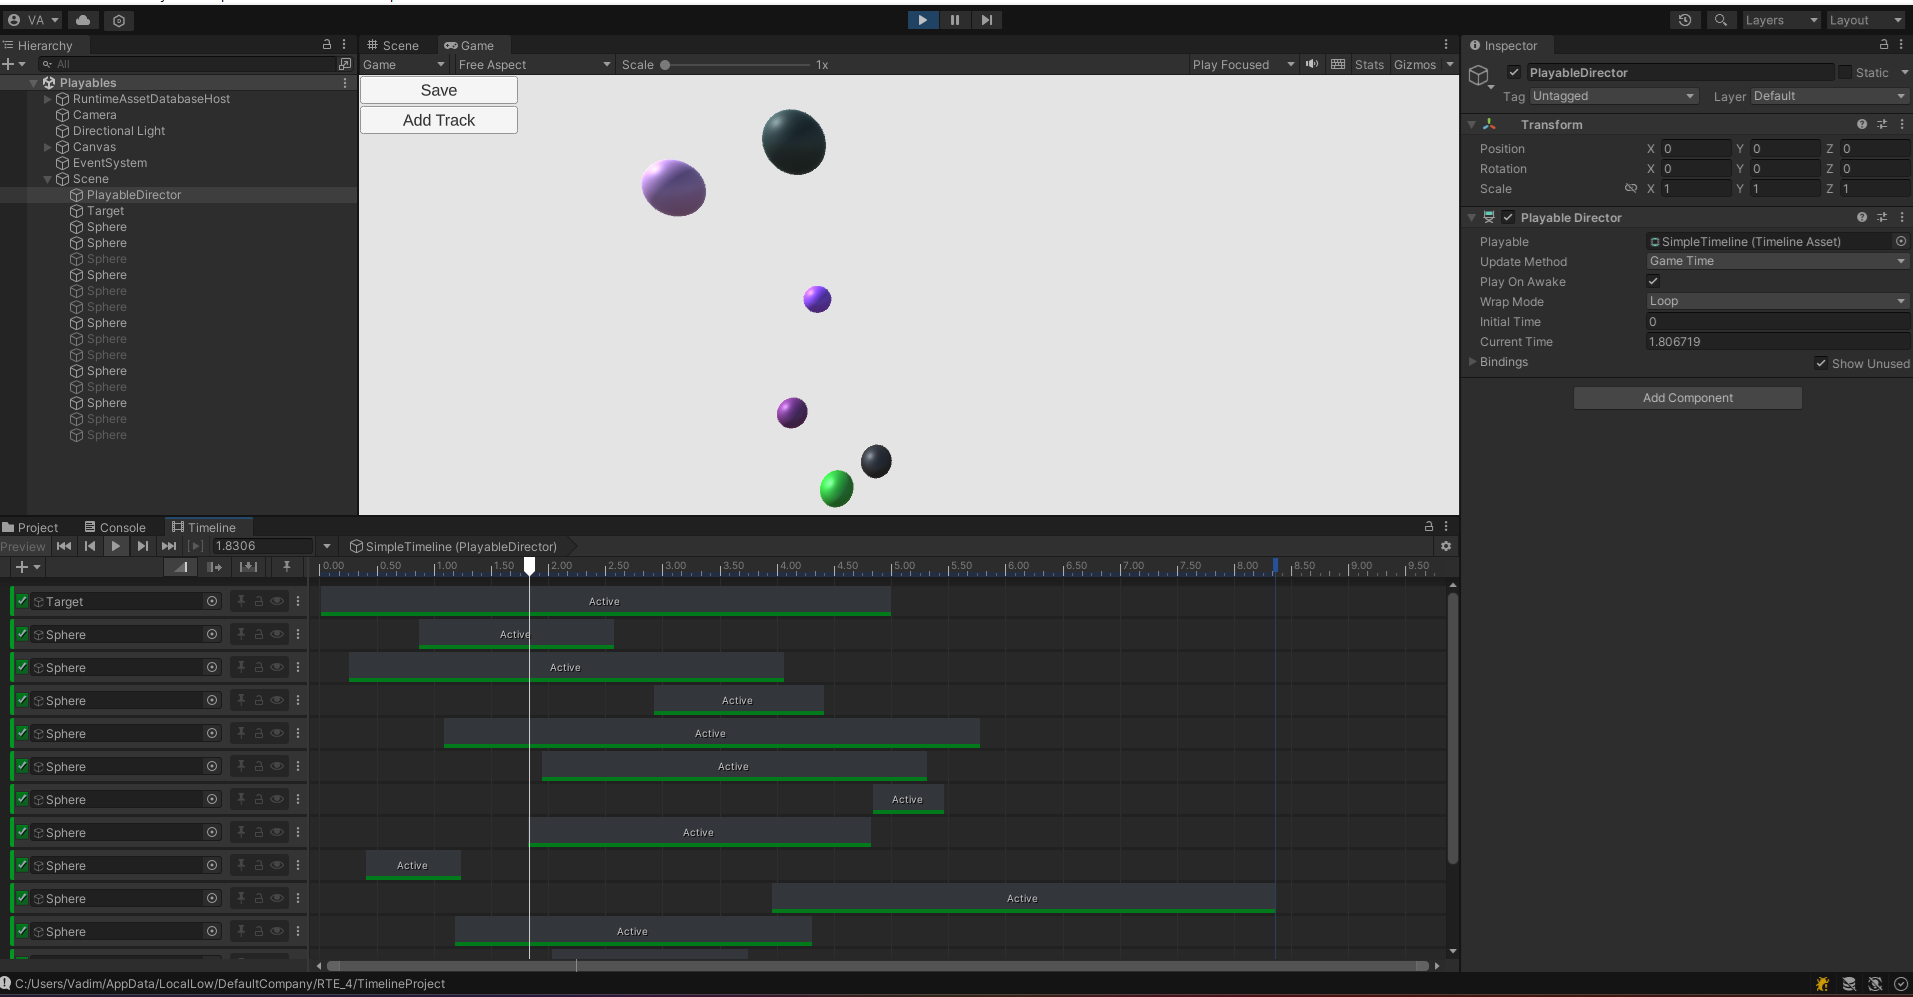 VA
Layers
Layout
Hierarchy
Scene
Game
Inspector
All
Game
Free Aspect
Scale
1x
Play Focused
Stats
Gizmos
PlayableDirector
Static
Tag
Untagged
Layer
Default
Playables
RuntimeAssetDatabaseHost
Camera
Directional Light
Canvas
EventSystem
Scene
PlayableDirector
Target
Sphere
Sphere
Sphere
Sphere
Sphere
Sphere
Sphere
Sphere
Sphere
Sphere
Sphere
Sphere
Sphere
Sphere
Save
Add Track
Transform
Position X 0 Y 0 Z 0
Rotation X 0 Y 0 Z 0
Scale X 1 Y 1 Z 1
Playable Director
Playable SimpleTimeline (Timeline Asset)
Update Method Game Time
Play On Awake
Wrap Mode Loop
Initial Time 0
Current Time 1.806719
Bindings Show Unused
Add Component
Project
Console
Timeline
Preview
1.8306
SimpleTimeline (PlayableDirector)
0.00 0.50 1.00 1.50 2.00 2.50 3.00 3.50 4.00 4.50 5.00 5.50 6.00 6.50 7.00 7.50 8.00 8.50 9.00 9.50
Target Active
Sphere Active
Sphere Active
Sphere Active
Sphere Active
Sphere Active
Sphere Active
Sphere Active
Sphere Active
Sphere Active
Sphere Active
C:/Users/Vadim/AppData/LocalLow/DefaultCompany/RTE_4/TimelineProject